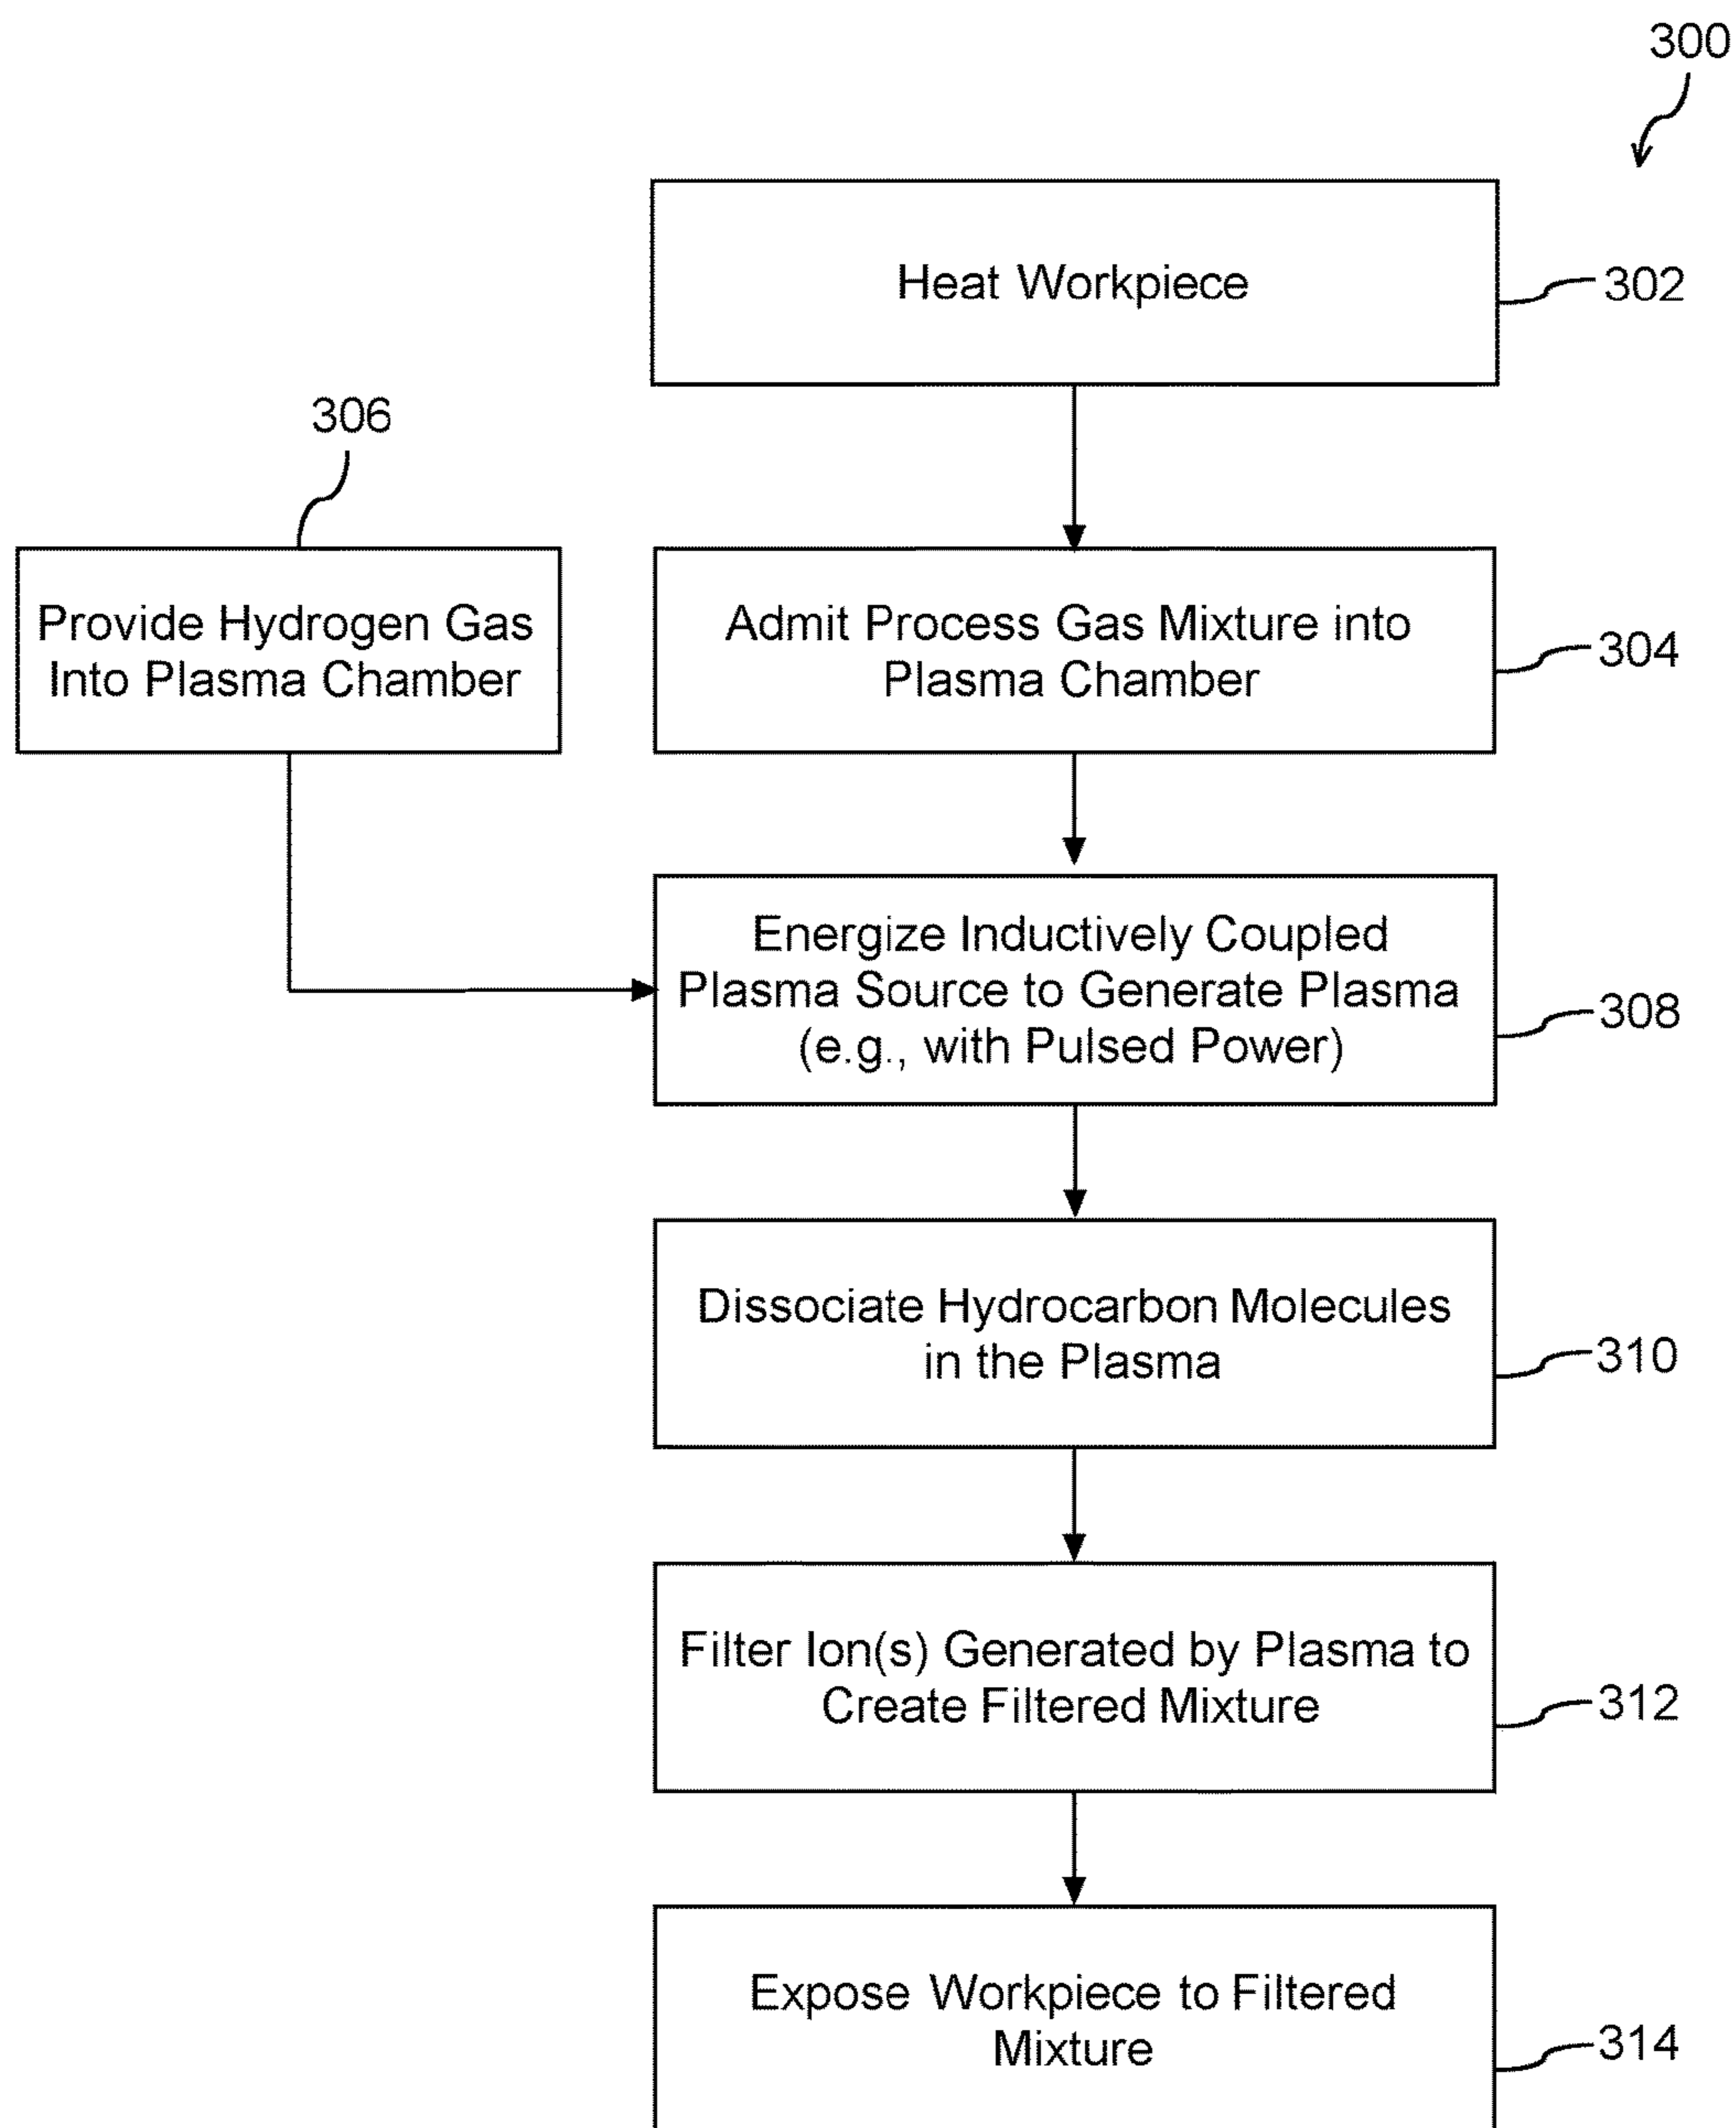 300
Heat Workpiece
302
306
Provide Hydrogen Gas
Into Plasma Chamber
Admit Process Gas Mixture into
Plasma Chamber
304
Energize Inductively Coupled
Plasma Source to Generate Plasma
(e.g., with Pulsed Power)
308
Dissociate Hydrocarbon Molecules
in the Plasma
310
Filter Ion(s) Generated by Plasma to
Create Filtered Mixture
312
Expose Workpiece to Filtered
Mixture
314